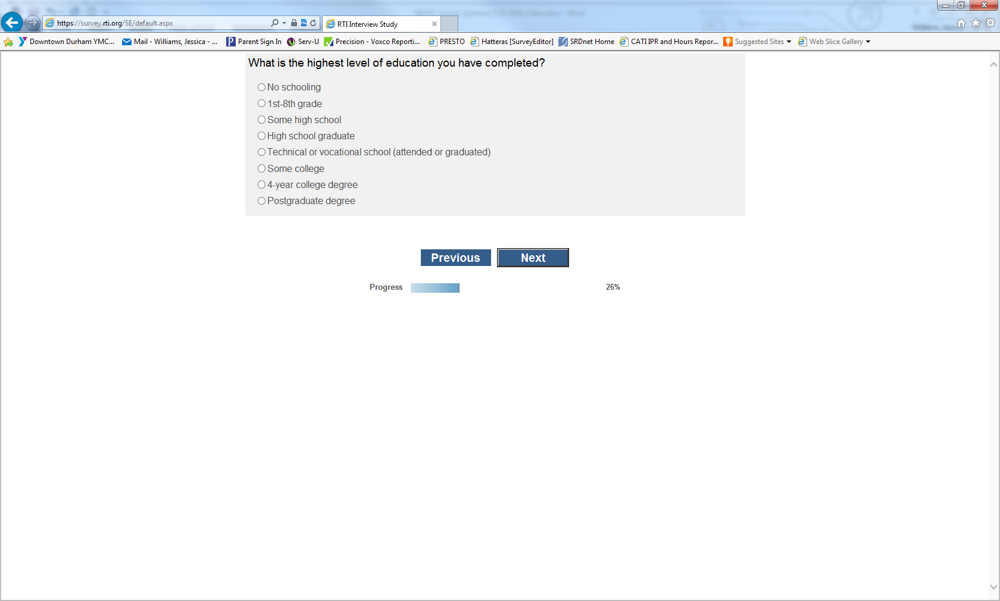 https://survey.rti.org/SE/default.aspx
RTI Interview Study
Downtown Durham YMC...
Mail - Williams, Jessica - ...
Parent Sign In
Serv-U
Precision - Voxco Reporti...
PRESTO
Hatteras [SurveyEditor]
SRDnet Home
CATI IPR and Hours Repor...
Suggested Sites
Web Slice Gallery
What is the highest level of education you have completed?
No schooling
1st-8th grade
Some high school
High school graduate
Technical or vocational school (attended or graduated)
Some college
4-year college degree
Postgraduate degree
Previous
Next
Progress
26%